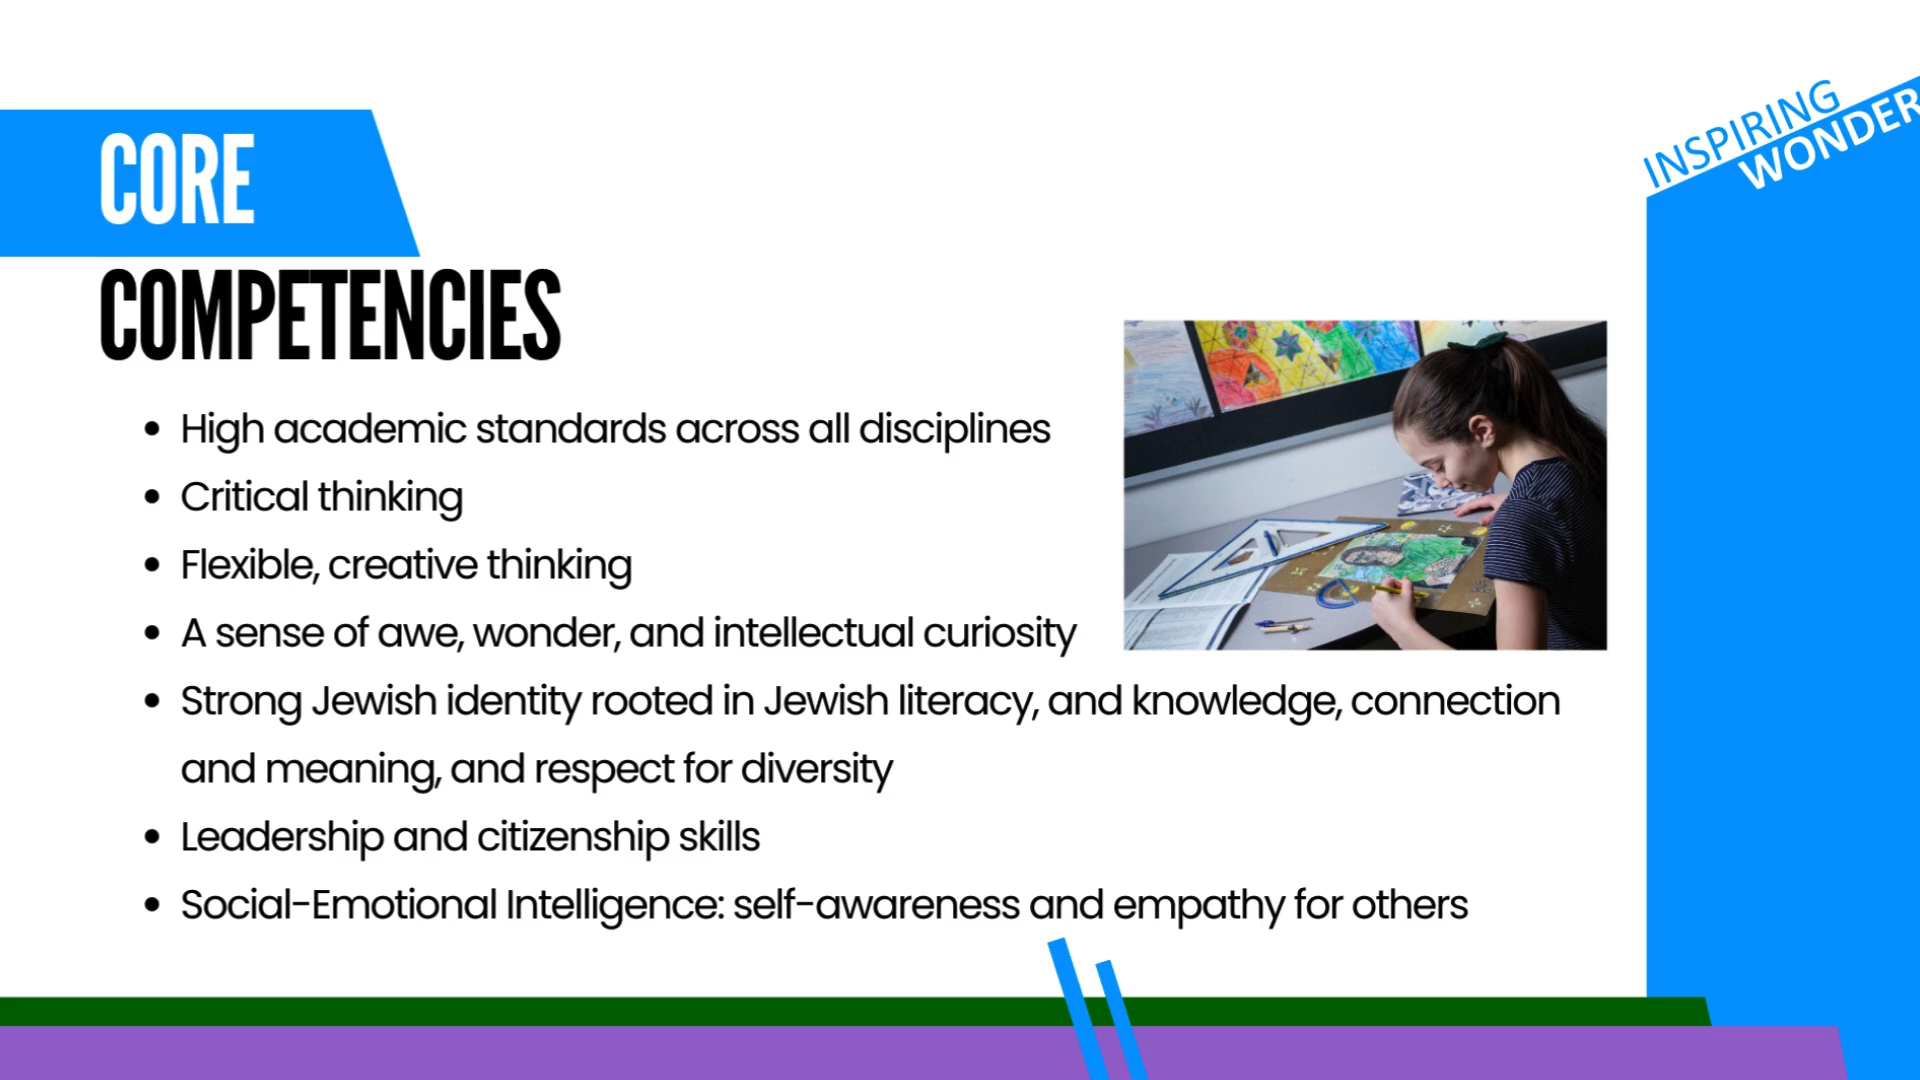 INSPIRING
WONDER
CORE
COMPETENCIES
• High academic standards across all disciplines
• Critical thinking
• Flexible, creative thinking
• A sense of awe, wonder, and intellectual curiosity
• Strong Jewish identity rooted in Jewish literacy, and knowledge, connection
and meaning, and respect for diversity
• Leadership and citizenship skills
• Social-Emotional Intelligence: self-awareness and empathy for others